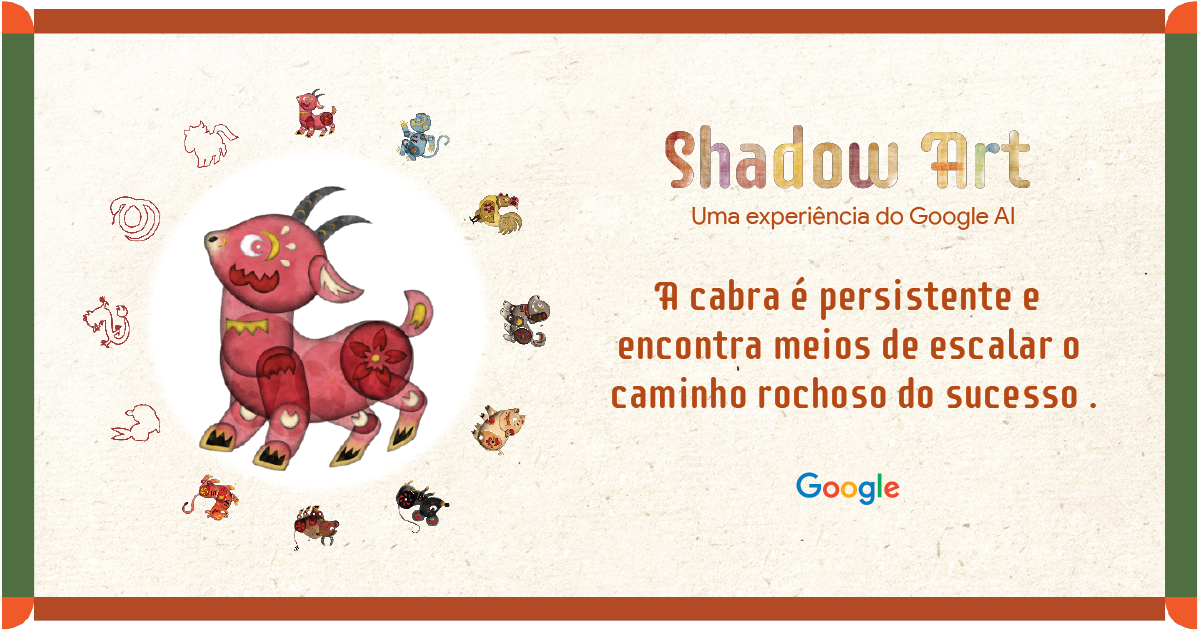 Shadow Art
Uma experiência do Google AI
A cabra é persistente e
encontra meios de escalar o
caminho rochoso do sucesso .
Google